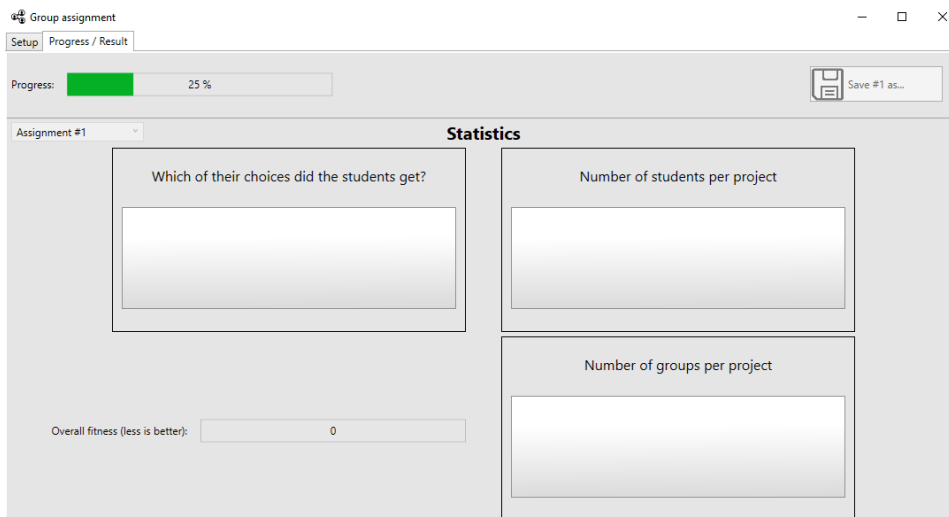 Group assignment
Setup Progress / Result
Progress: 25 % Save #1 as...
Assignment #1 Statistics
Which of their choices did the students get?
Number of students per project
Number of groups per project
Overall fitness (less is better): 0